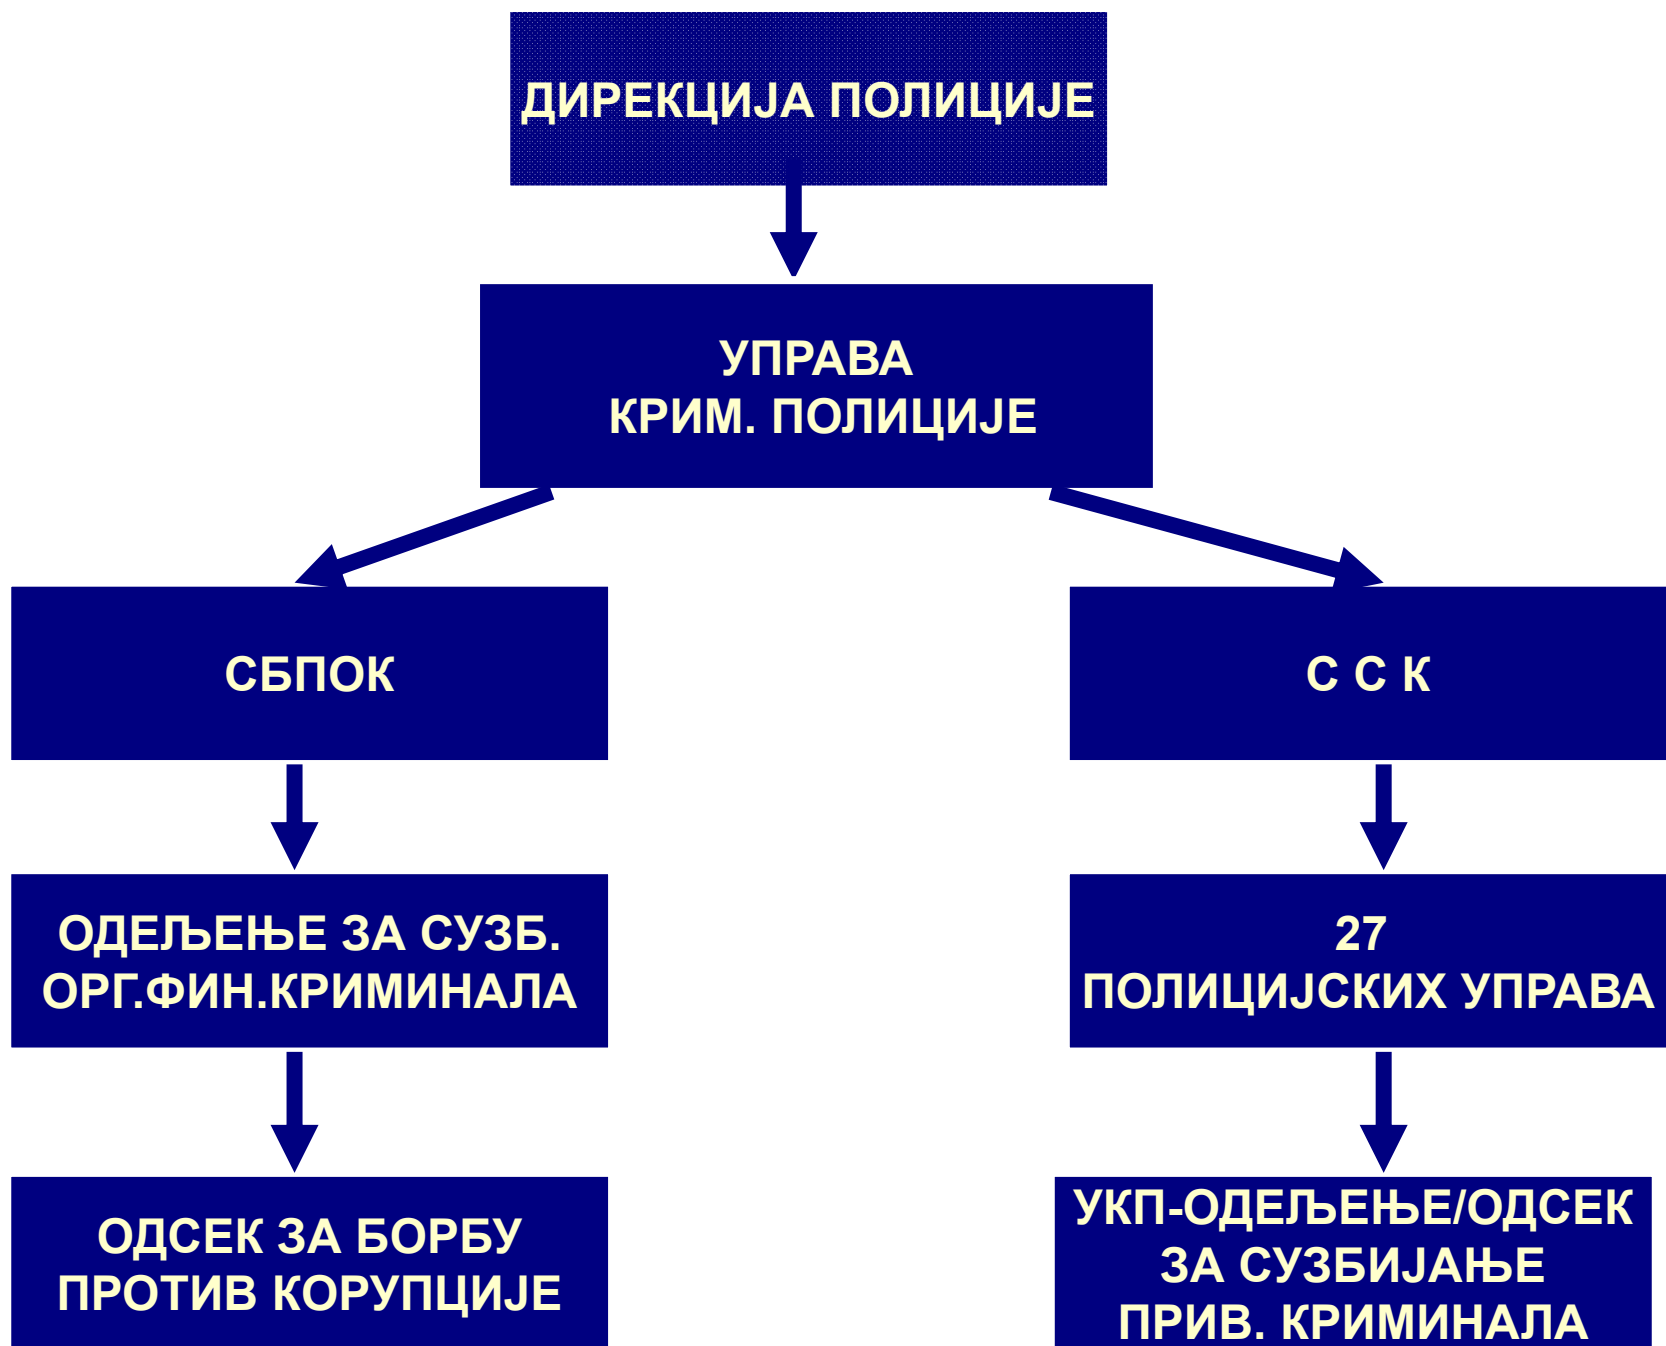 ДИРЕКЦИЈА ПОЛИЦИЈЕ
УПРАВА
КРИМ. ПОЛИЦИЈЕ
СБПОК
С С К
ОДЕЉЕЊЕ ЗА СУЗБ.
ОРГ.ФИН.КРИМИНАЛА
27
ПОЛИЦИЈСКИХ УПРАВА
ОДСЕК ЗА БОРБУ
ПРОТИВ КОРУПЦИЈЕ
УКП-ОДЕЉЕЊЕ/ОДСЕК
ЗА СУЗБИЈАЊЕ
ПРИВ. КРИМИНАЛА